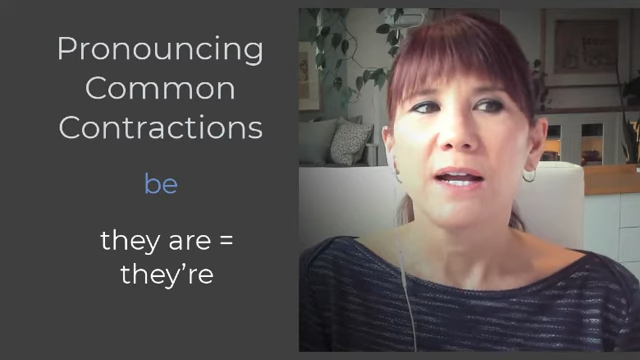 Pronouncing
Common
Contractions
be
they are =
they’re